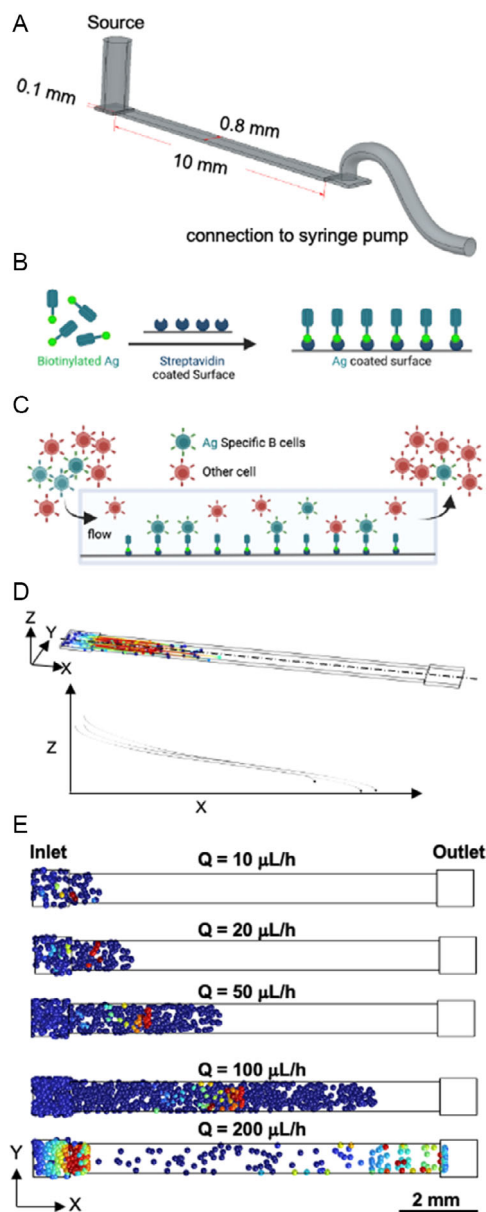 A
Source
0.1 mm
0.8 mm
10 mm
connection to syringe pump
B
Biotinylated Ag
Streptavidin
coated Surface
Ag coated surface
C
Ag Specific B cells
Other cell
flow
D
Z
Y
X
Z
X
E
Inlet
Q = 10 µL/h
Outlet
Q = 20 µL/h
Q = 50 µL/h
Q = 100 µL/h
Q = 200 µL/h
Y
X
2 mm